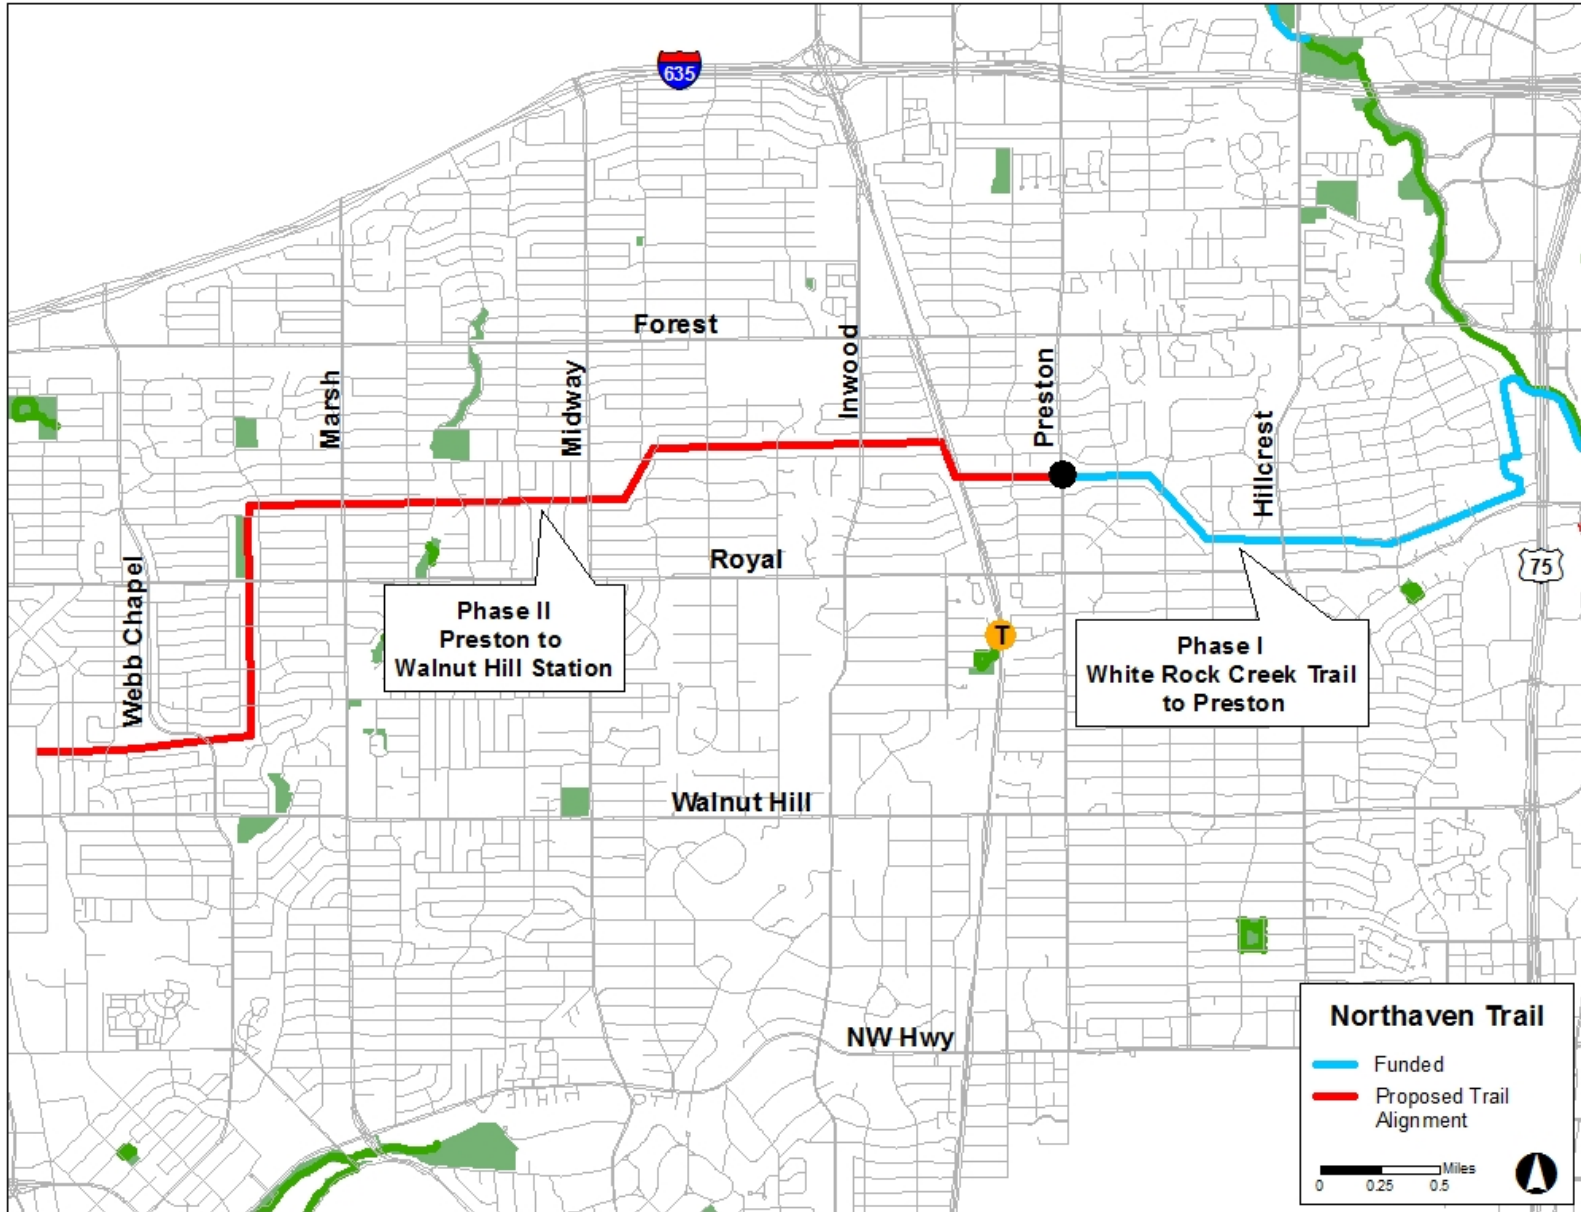 635
Forest
Inwood
Preston
Marsh
Midway
Hillcrest
Royal
75
Webb Chapel
Phase II
Preston to
Walnut Hill Station
T
Phase I
White Rock Creek Trail
to Preston
Walnut Hill
NW Hwy
Northaven Trail
Funded
Proposed Trail
Alignment
Miles
0 0.25 0.5